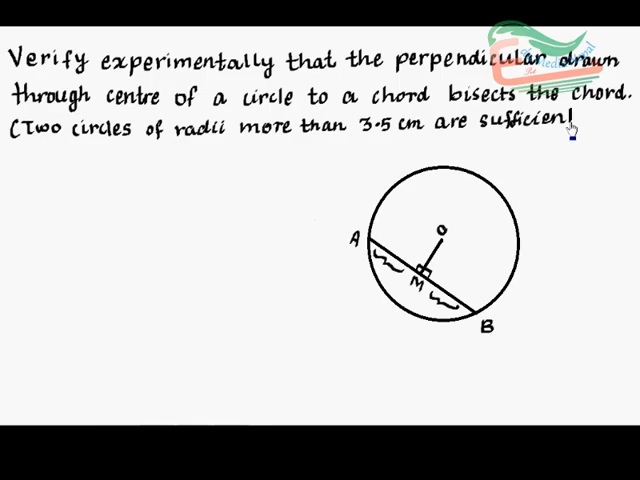 Verify experimentally that the perpendicular drawn
through centre of a circle to a chord bisects the chord.
(Two circles of radii more than 3.5 cm are sufficien
O
A
M
B